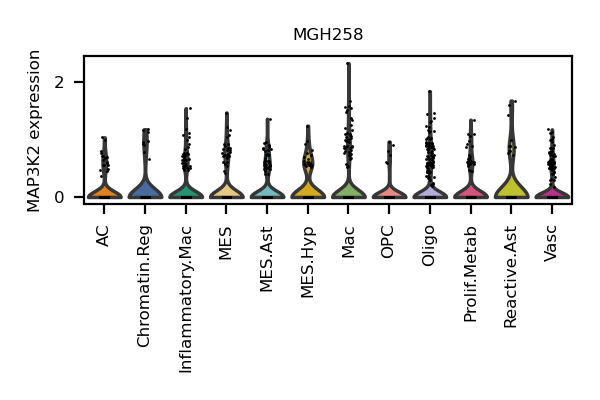 MGH258
MAP3K2 expression
2
0
AC
Chromatin.Reg
Inflammatory.Mac
MES
MES.Ast
MES.Hyp
Mac
OPC
Oligo
Prolif.Metab
Reactive.Ast
Vasc